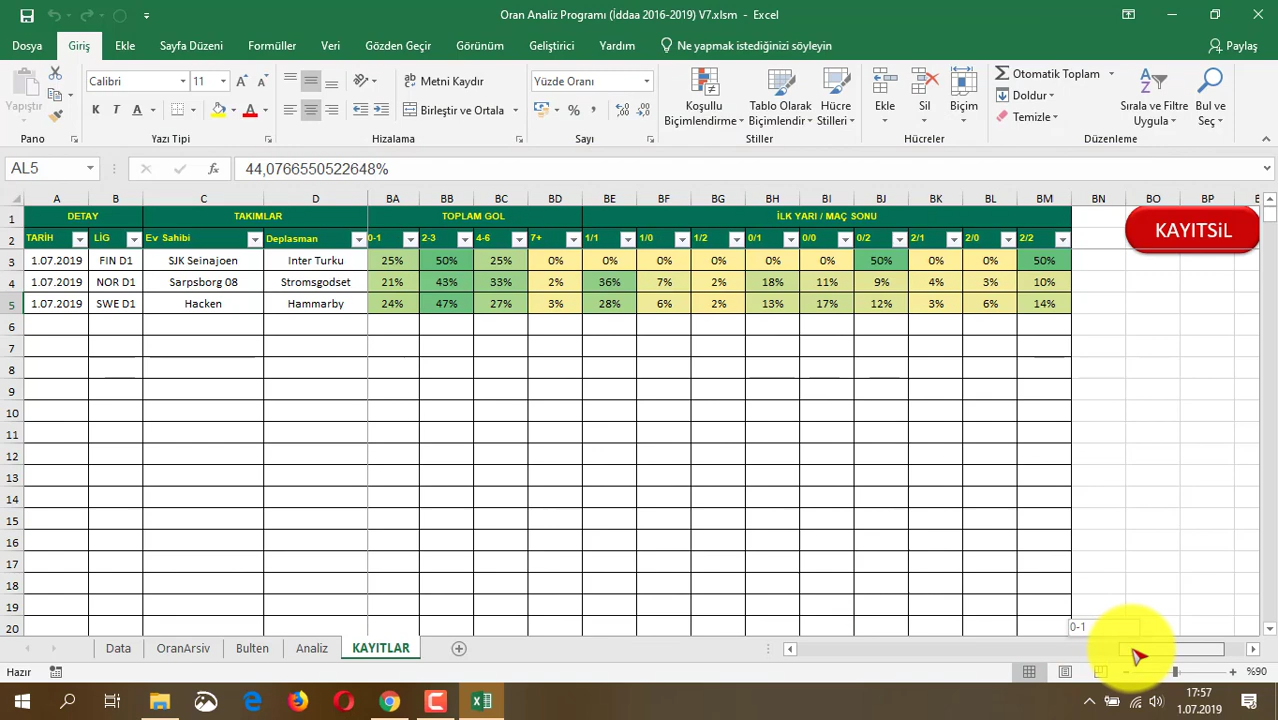 Oran Analiz Programı (İddaa 2016-2019) V7.xlsm - Excel
Dosya Giriş Ekle Sayfa Düzeni Formüller Veri Gözden Geçir Görünüm Geliştirici Yardım Ne yapmak istediğinizi söyleyin Paylaş
Yapıştır
Calibri 11
K T A
Metni Kaydır
Birleştir ve Ortala
Yüzde Oranı
Koşullu Biçimlendirme
Tablo Olarak Biçimlendir
Hücre Stilleri
Ekle Sil Biçim
Otomatik Toplam
Doldur
Temizle
Sırala ve Filtre Uygula
Bul ve Seç
Pano Yazı Tipi Hizalama Sayı Stiller Hücreler Düzenleme
AL5 fx 44,0766550522648%
A B C D BA BB BC BD BE BF BG BH BI BJ BK BL BM BN BO BP
1 DETAY TAKIMLAR TOPLAM GOL İLK YARI / MAÇ SONU
KAYITSiL
2 TARİH LİG Ev Sahibi Deplasman 0-1 2-3 4-6 7+ 1/1 1/0 1/2 0/1 0/0 0/2 2/1 2/0 2/2
3 1.07.2019 FIN D1 SJK Seinajoen Inter Turku 25% 50% 25% 0% 0% 0% 0% 0% 0% 50% 0% 0% 50%
4 1.07.2019 NOR D1 Sarpsborg 08 Stromsgodset 21% 43% 33% 2% 36% 7% 2% 18% 11% 9% 4% 3% 10%
5 1.07.2019 SWE D1 Hacken Hammarby 24% 47% 27% 3% 28% 6% 2% 13% 17% 12% 3% 6% 14%
6
7
8
9
10
11
12
13
14
15
16
17
18
19
20
0-1
Data OranArsiv Bulten Analiz KAYITLAR
Hazır %90
17:57
1.07.2019